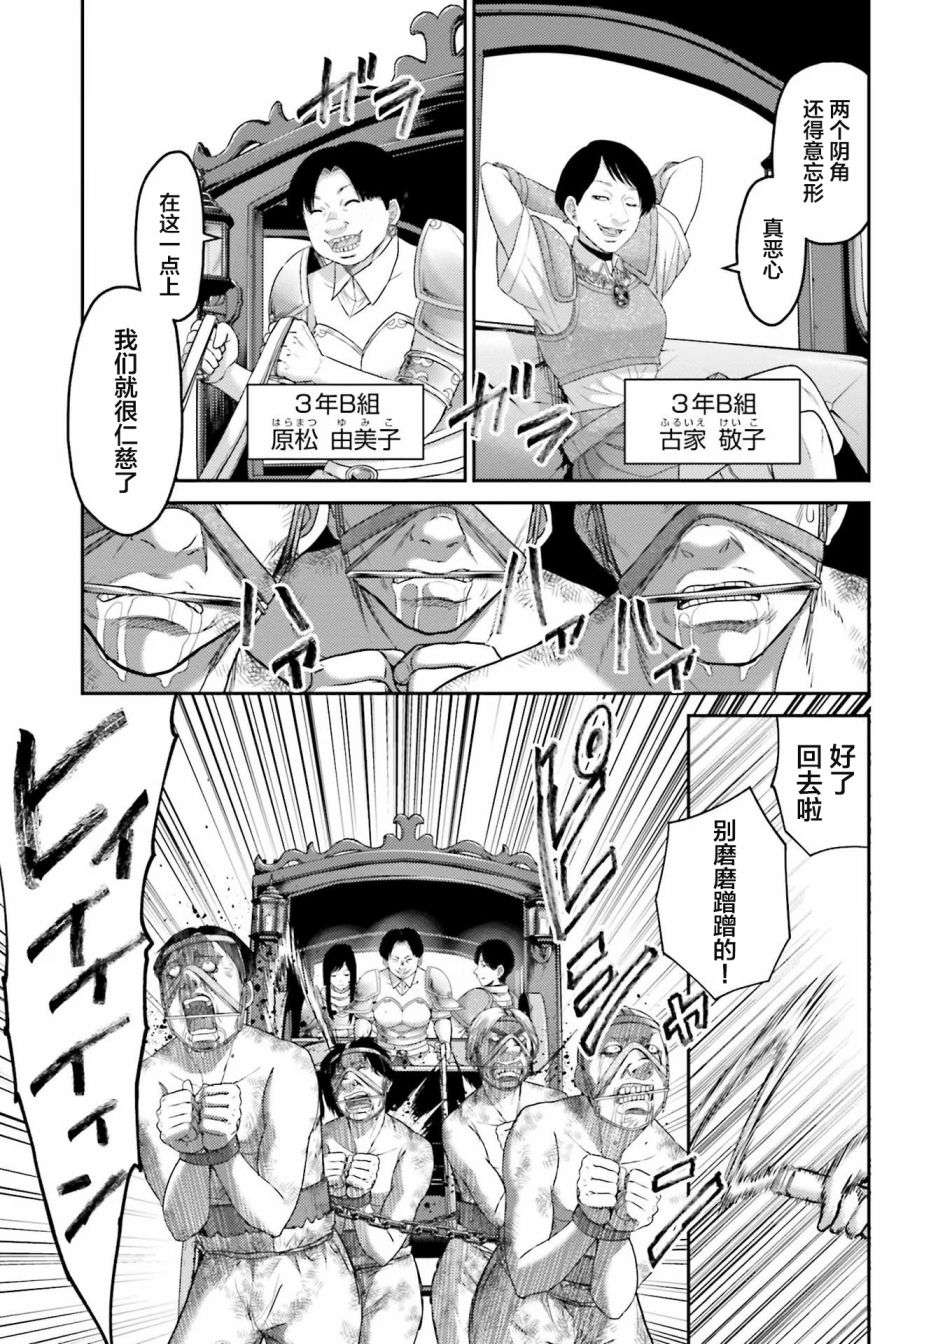 两个阴角
还得意忘形
真恶心
3年B組
ふるいえ けいこ
古家 敬子
ガラ
ガラ
在这一点上
我们就很仁慈了
3年B組
はらまつ ゆみこ
原松 由美子
ハァ
ハァ
ハァ
好了
回去啦
别磨磨蹭蹭的！
ピシャッ
ヒイイイイン